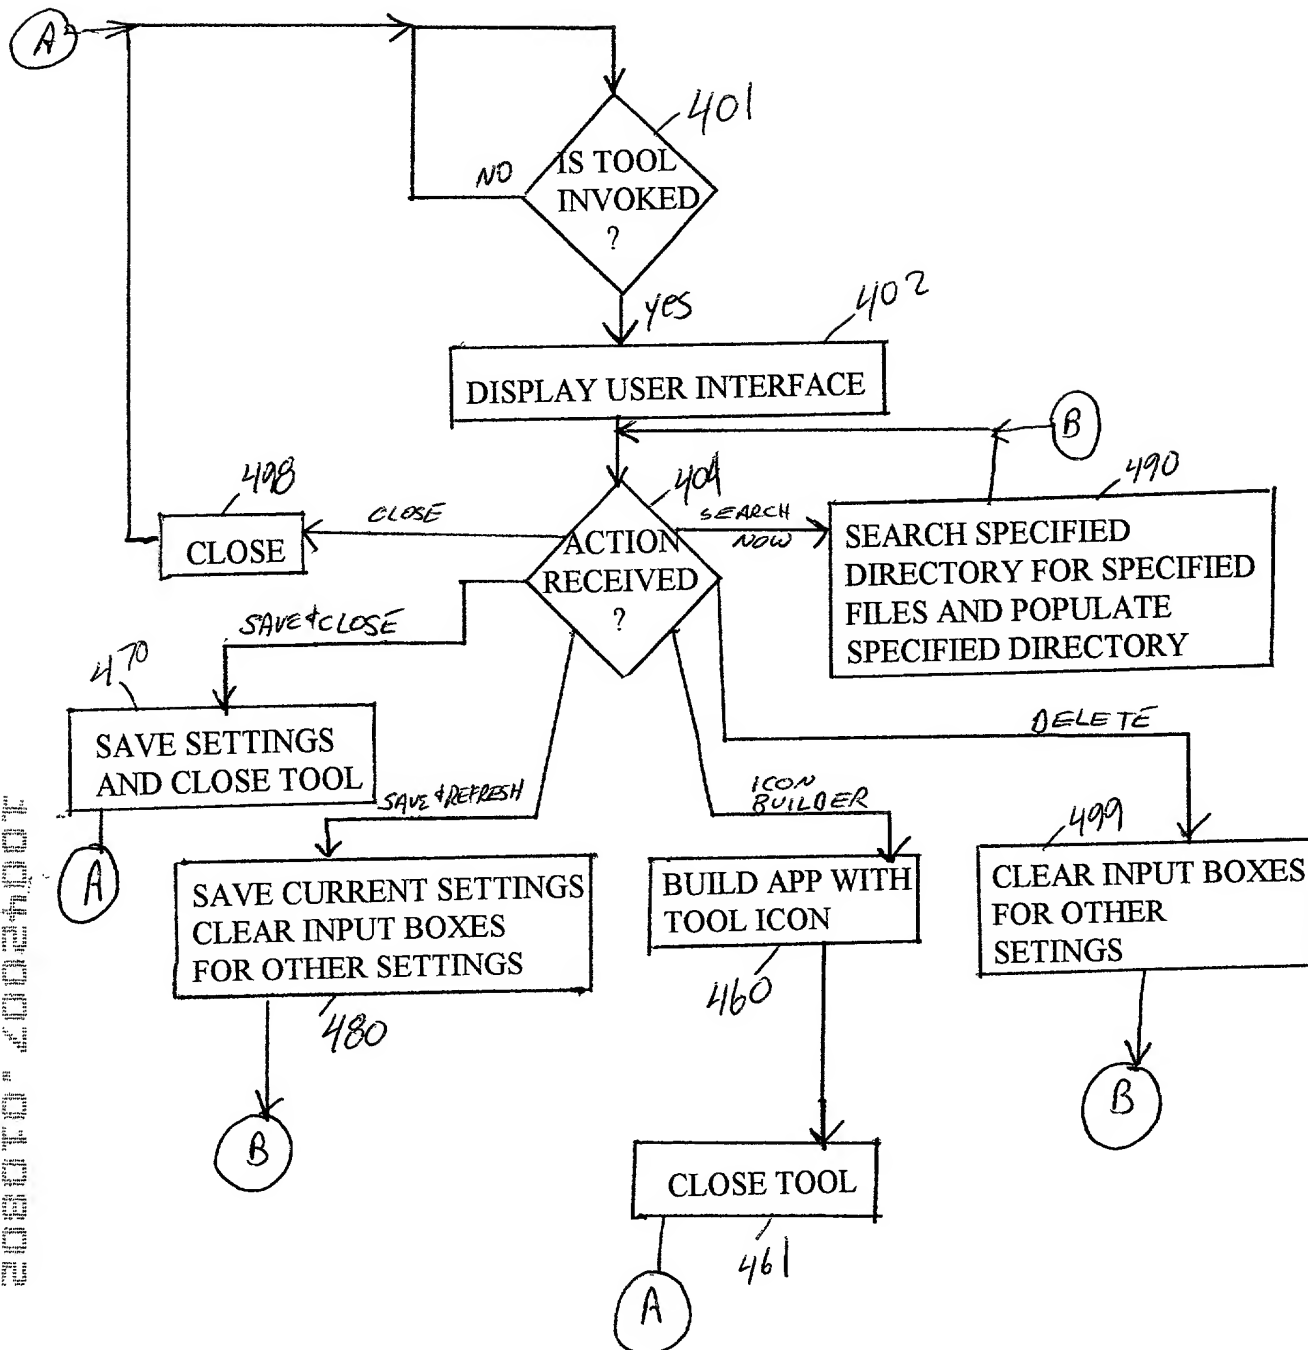 A
401
IS TOOL
INVOKED
?
NO
yes
402
DISPLAY USER INTERFACE
B
498
CLOSE
CLOSE
404
ACTION
RECEIVED
?
SEARCH
NOW
490
SEARCH SPECIFIED
DIRECTORY FOR SPECIFIED
FILES AND POPULATE
SPECIFIED DIRECTORY
SAVE & CLOSE
470
SAVE SETTINGS
AND CLOSE TOOL
A
SAVE & REFRESH
SAVE CURRENT SETTINGS
CLEAR INPUT BOXES
FOR OTHER SETTINGS
480
B
ICON
BUILDER
BUILD APP WITH
TOOL ICON
460
CLOSE TOOL
461
A
DELETE
499
CLEAR INPUT BOXES
FOR OTHER
SETINGS
B